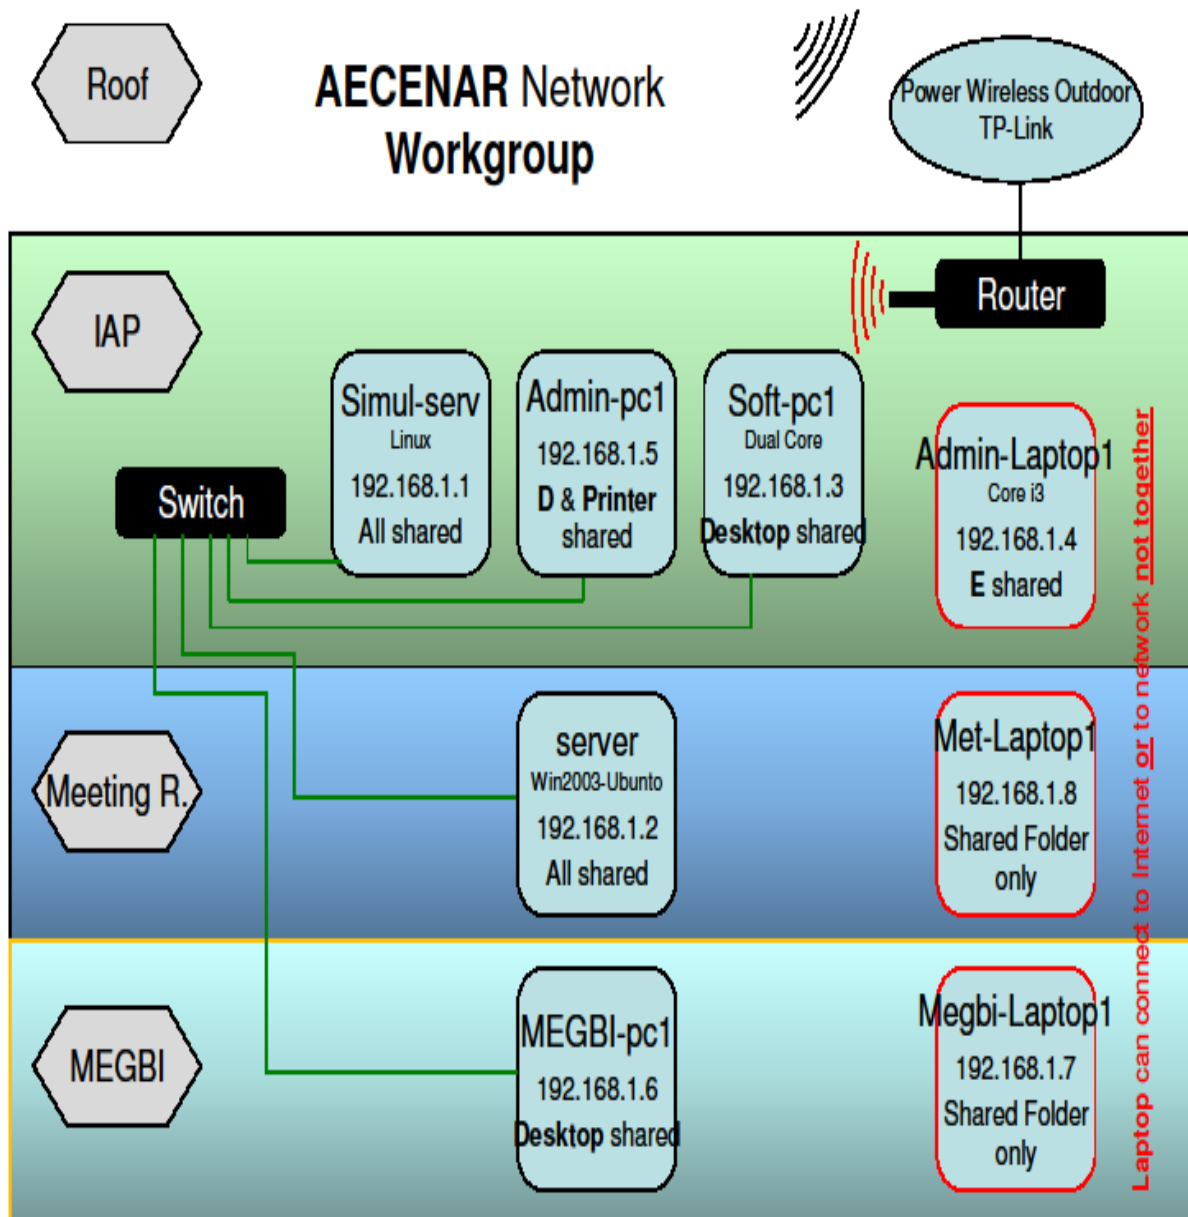 Roof
AECENAR Network
Workgroup
Power Wireless Outdoor
TP-Link
IAP
Router
Switch
Simul-serv
Linux
192.168.1.1
All shared
Admin-pc1
192.168.1.5
D & Printer
shared
Soft-pc1
Dual Core
192.168.1.3
Desktop shared
Admin-Laptop1
Core i3
192.168.1.4
E shared
Meeting R.
server
Win2003-Ubunto
192.168.1.2
All shared
Met-Laptop1
192.168.1.8
Shared Folder
only
MEGBI
MEGBI-pc1
192.168.1.6
Desktop shared
Megbi-Laptop1
192.168.1.7
Shared Folder
only
Laptop can connect to Internet or to network not together